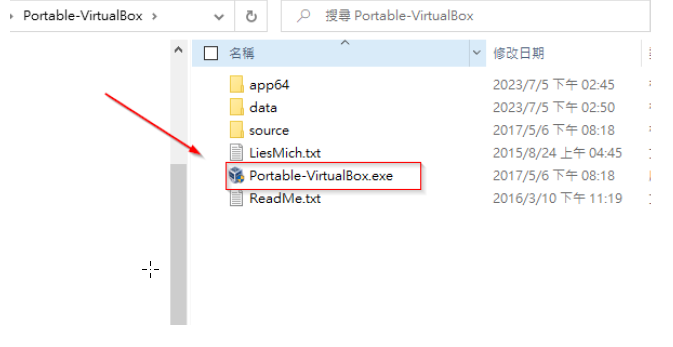 Portable-VirtualBox
搜尋 Portable-VirtualBox
名稱 修改日期
app64 2023/7/5 下午 02:45
data 2023/7/5 下午 02:50
source 2017/5/6 下午 08:18
LiesMich.txt 2015/8/24 上午 04:45
Portable-VirtualBox.exe 2017/5/6 下午 08:18
ReadMe.txt 2016/3/10 下午 11:19